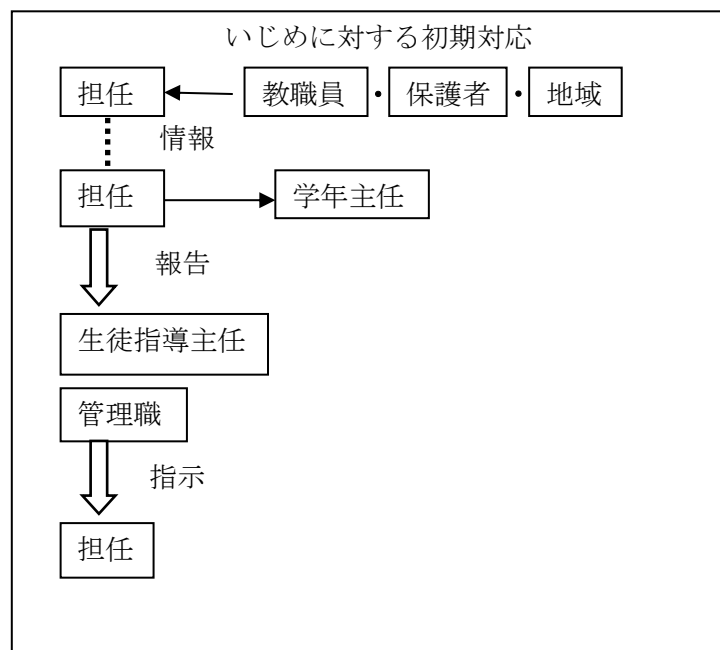 いじめに対する初期対応
担任 教職員・保護者・地域
情報
担任 学年主任
報告
生徒指導主任
管理職
指示
担任